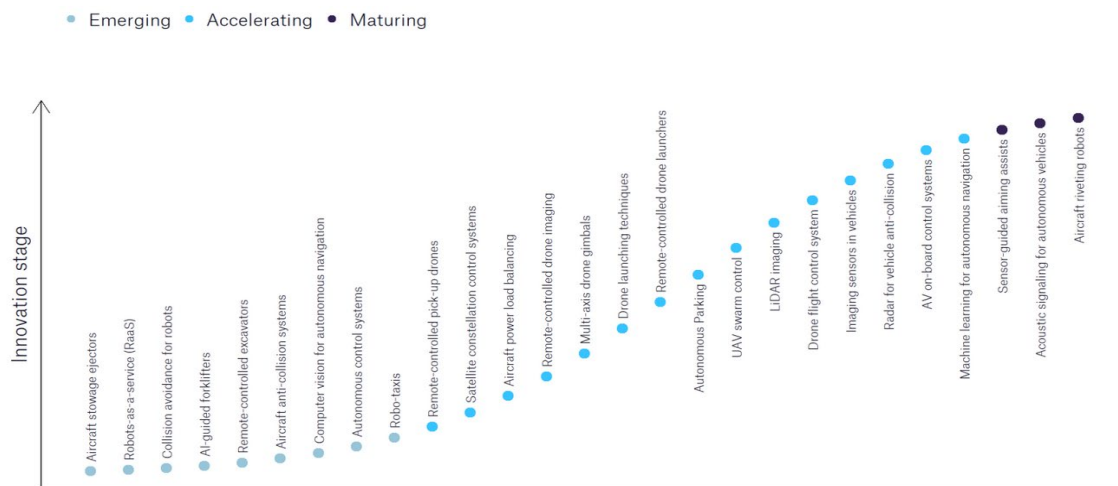 Emerging Accelerating Maturing
Innovation stage
Aircraft stowage ejectors
Robots-as-a-service (RaaS)
Collision avoidance for robots
AI-guided forklifters
Remote-controlled excavators
Aircraft anti-collision systems
Computer vision for autonomous navigation
Autonomous control systems
Robo-taxis
Remote-controlled pick-up drones
Satellite constellation control systems
Aircraft power load balancing
Remote-controlled drone imaging
Multi-axis drone gimbals
Drone launching techniques
Remote-controlled drone launchers
Autonomous Parking
UAV swarm control
LiDAR imaging
Drone flight control system
Imaging sensors in vehicles
Radar for vehicle anti-collision
AV on-board control systems
Machine learning for autonomous navigation
Sensor-guided aiming assists
Acoustic signaling for autonomous vehicles
Aircraft riveting robots